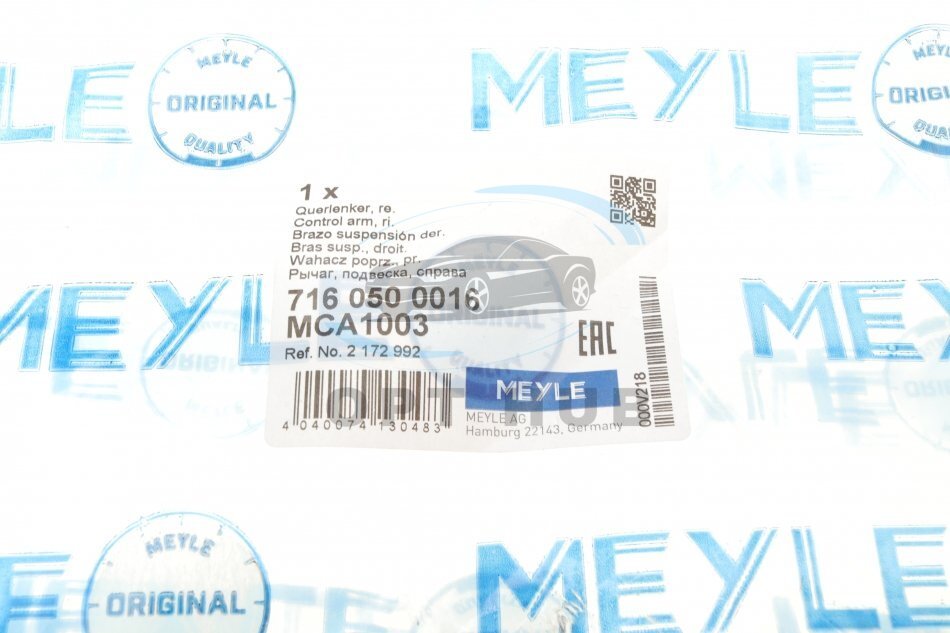 MEYLE
ORIGINAL
QUALITY
MEYLE
MEYLE
1 x
Querlenker, re.
Control arm, ri.
Brazo suspensión der.
Bras susp., droit.
Wahacz poprz., pr.
Рычаг, подвеска, справа
716 050 0016
MCA1003
Ref. No. 2 172 992
4 040074 130483
EAC
MEYLE
MEYLE AG
Hamburg 22143, Germany
000V218
ORIGINAL
MEYLE
ORIGINAL
MEYLE